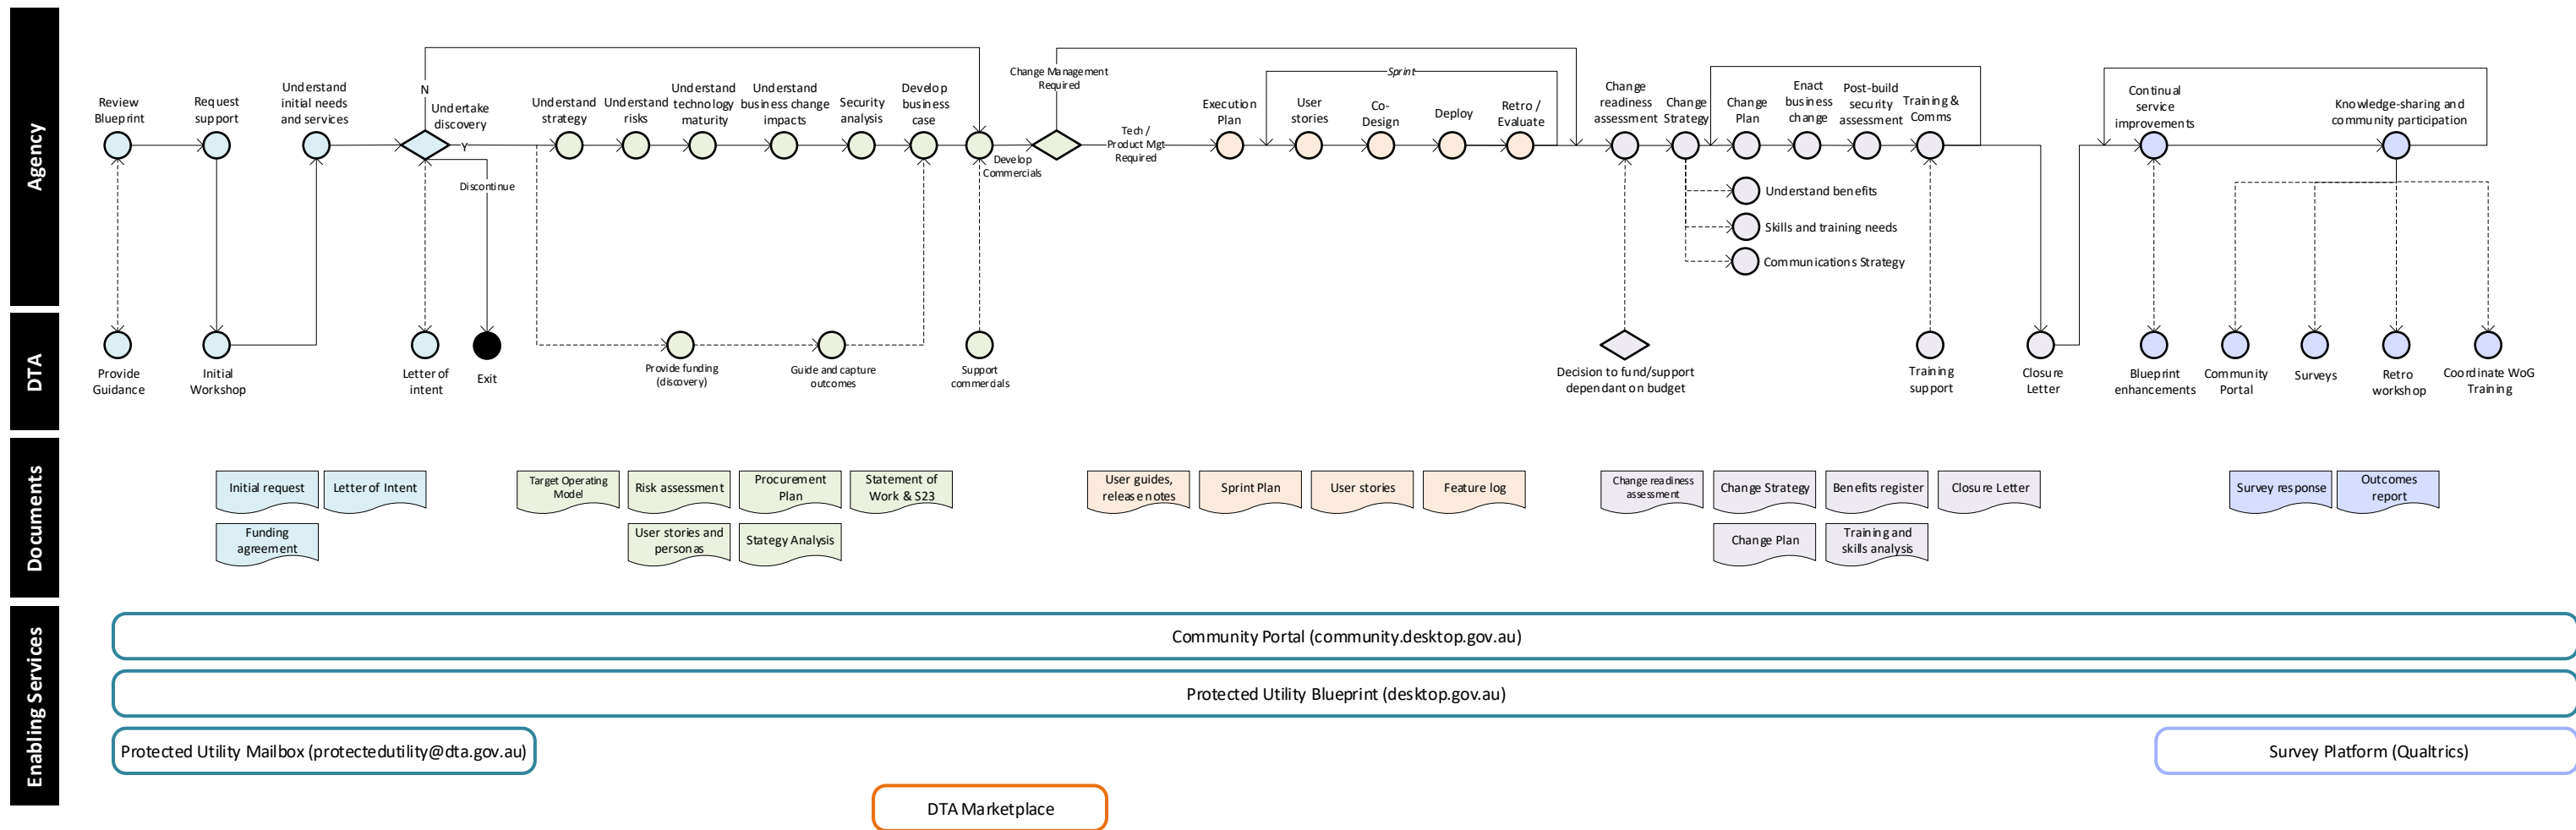 Agency
Review
Blueprint
Request
support
Understand
initial needs
and services
N
Undertake
discovery
Y
Discontinue
Understand
strategy
Understand
risks
Understand
technology
maturity
Understand
business change
impacts
Security
analysis
Develop
business
case
Develop
Commercials
Change Management
Required
Tech /
Product Mgt
Required
Execution
Plan
Sprint
User
stories
Co-
Design
Deploy
Retro /
Evaluate
Change
readiness
assessment
Change
Strategy
Change
Plan
Enact
business
change
Post-build
security
assessment
Training &
Comms
Understand benefits
Skills and training needs
Communications Strategy
Continual
service
improvements
Knowledge-sharing and
community participation
DTA
Provide
Guidance
Initial
Workshop
Letter of
intent
Exit
Provide funding
(discovery)
Guide and capture
outcomes
Support
commercials
Decision to fund/support
dependant on budget
Training
support
Closure
Letter
Blueprint
enhancements
Community
Portal
Surveys
Retro
workshop
Coordinate WoG
Training
Documents
Initial request
Letter of Intent
Funding
agreement
Target Operating
Model
Risk assessment
Procurement
Plan
Statement of
Work & S23
User stories and
personas
Stategy Analysis
User guides,
release notes
Sprint Plan
User stories
Feature log
Change readiness
assessment
Change Strategy
Benefits register
Closure Letter
Change Plan
Training and
skills analysis
Survey response
Outcomes
report
Enabling Services
Community Portal (community.desktop.gov.au)
Protected Utility Blueprint (desktop.gov.au)
Protected Utility Mailbox (protectedutility@dta.gov.au)
Survey Platform (Qualtrics)
DTA Marketplace